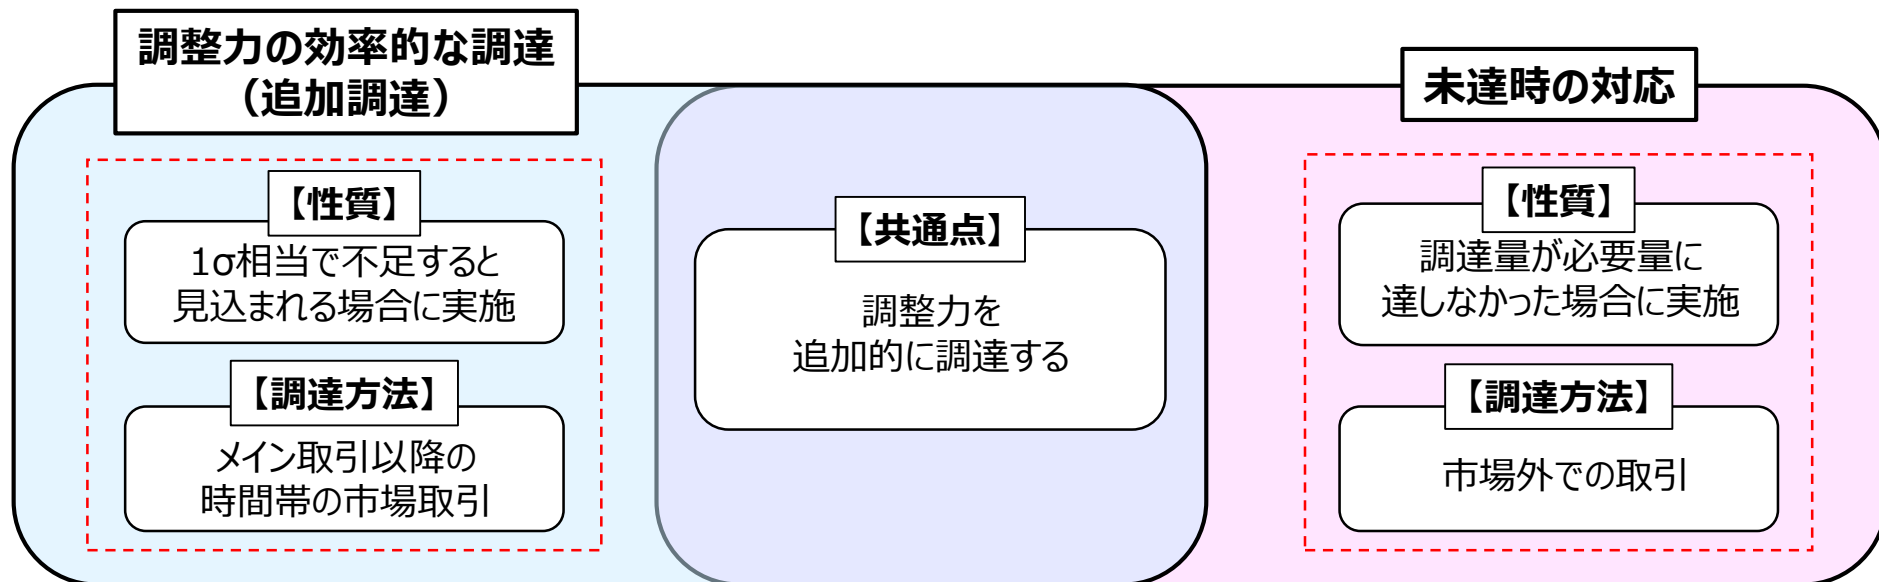 調整力の効率的な調達
（追加調達）
【性質】
1σ相当で不足すると
見込まれる場合に実施
【調達方法】
メイン取引以降の
時間帯の市場取引
【共通点】
調整力を
追加的に調達する
未達時の対応
【性質】
調達量が必要量に
達しなかった場合に実施
【調達方法】
市場外での取引